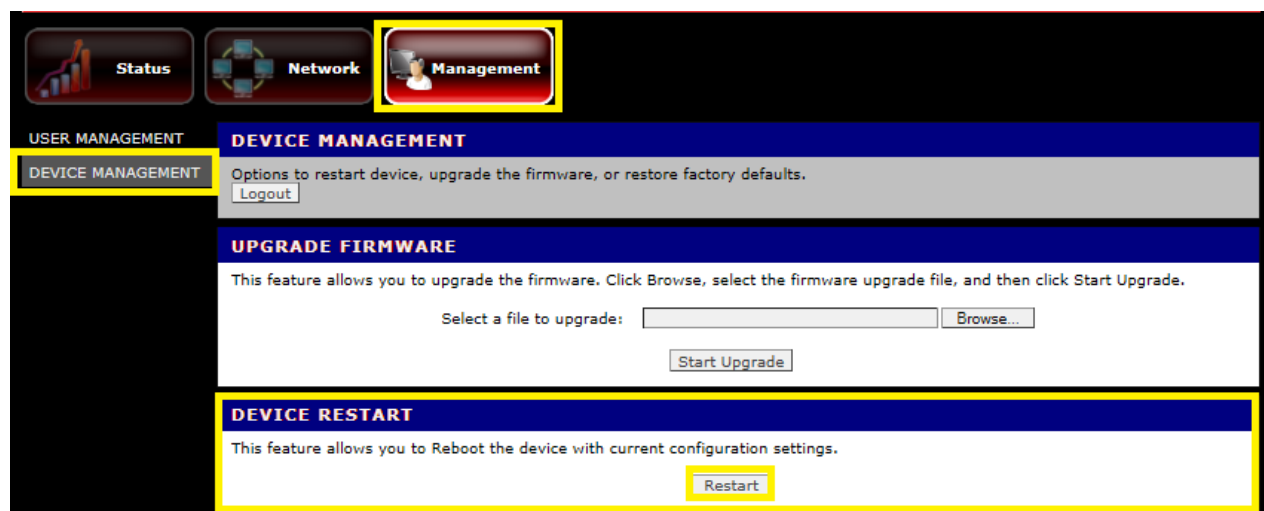 Status
Network
Management
USER MANAGEMENT
DEVICE MANAGEMENT
DEVICE MANAGEMENT
Options to restart device, upgrade the firmware, or restore factory defaults.
Logout
UPGRADE FIRMWARE
This feature allows you to upgrade the firmware. Click Browse, select the firmware upgrade file, and then click Start Upgrade.
Select a file to upgrade:
Browse...
Start Upgrade
DEVICE RESTART
This feature allows you to Reboot the device with current configuration settings.
Restart